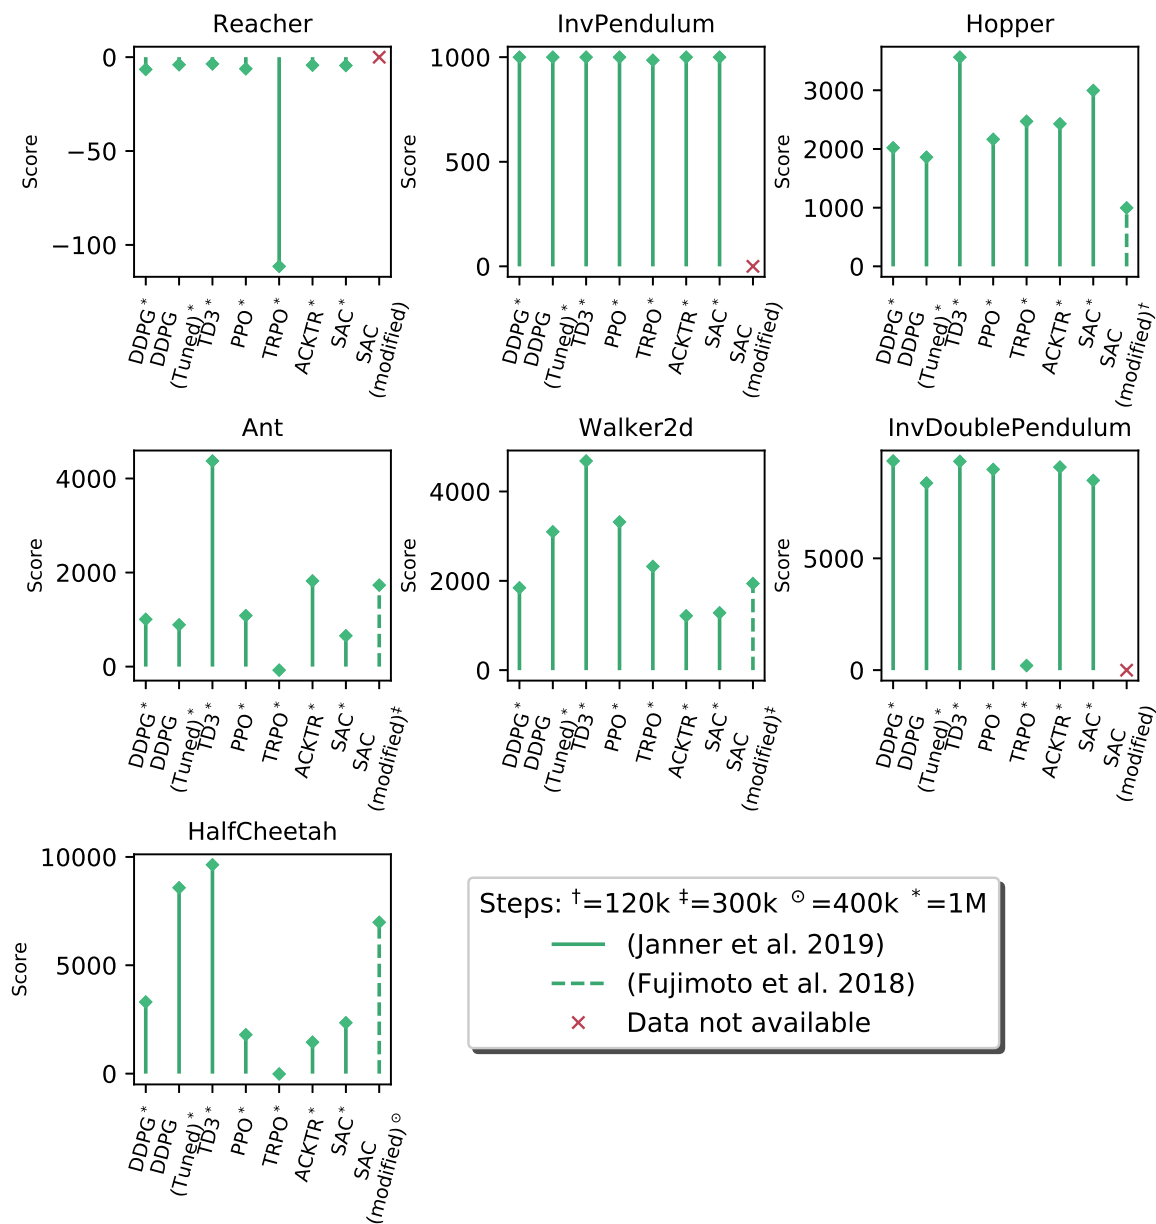 Reacher
0
−50
−100
Score
DDPG *
DDPG
(Tuned) *
TD3 *
PPO *
TRPO *
ACKTR *
SAC *
SAC
(modified)
InvPendulum
1000
500
0
Score
DDPG *
DDPG
(Tuned) *
TD3 *
PPO *
TRPO *
ACKTR *
SAC *
SAC
(modified)
Hopper
3000
2000
1000
0
Score
DDPG *
DDPG
(Tuned) *
TD3 *
PPO *
TRPO *
ACKTR *
SAC *
SAC
(modified)†
Ant
4000
2000
0
Score
DDPG *
DDPG
(Tuned) *
TD3 *
PPO *
TRPO *
ACKTR *
SAC *
SAC
(modified)‡
Walker2d
4000
2000
0
Score
DDPG *
DDPG
(Tuned) *
TD3 *
PPO *
TRPO *
ACKTR *
SAC *
SAC
(modified)‡
InvDoublePendulum
5000
0
Score
DDPG *
DDPG
(Tuned) *
TD3 *
PPO *
TRPO *
ACKTR *
SAC *
SAC
(modified)
HalfCheetah
10000
5000
0
Score
DDPG *
DDPG
(Tuned) *
TD3 *
PPO *
TRPO *
ACKTR *
SAC *
SAC
(modified)⊙
Steps: †=120k ‡=300k ⊙=400k *=1M
(Janner et al. 2019)
(Fujimoto et al. 2018)
Data not available